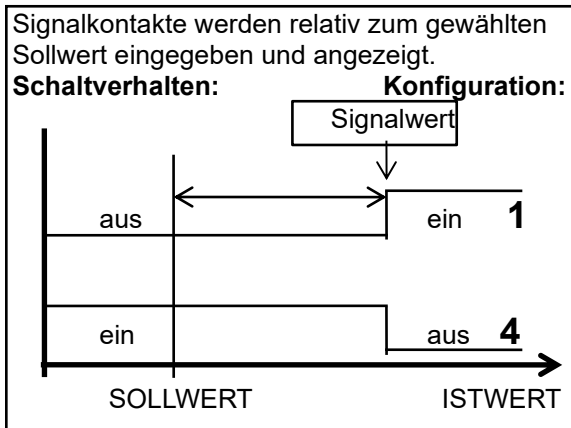 Signalkontakte werden relativ zum gewählten
Sollwert eingegeben und angezeigt.
Schaltverhalten: Konfiguration:
Signalwert
aus ein 1
ein aus 4
SOLLWERT ISTWERT